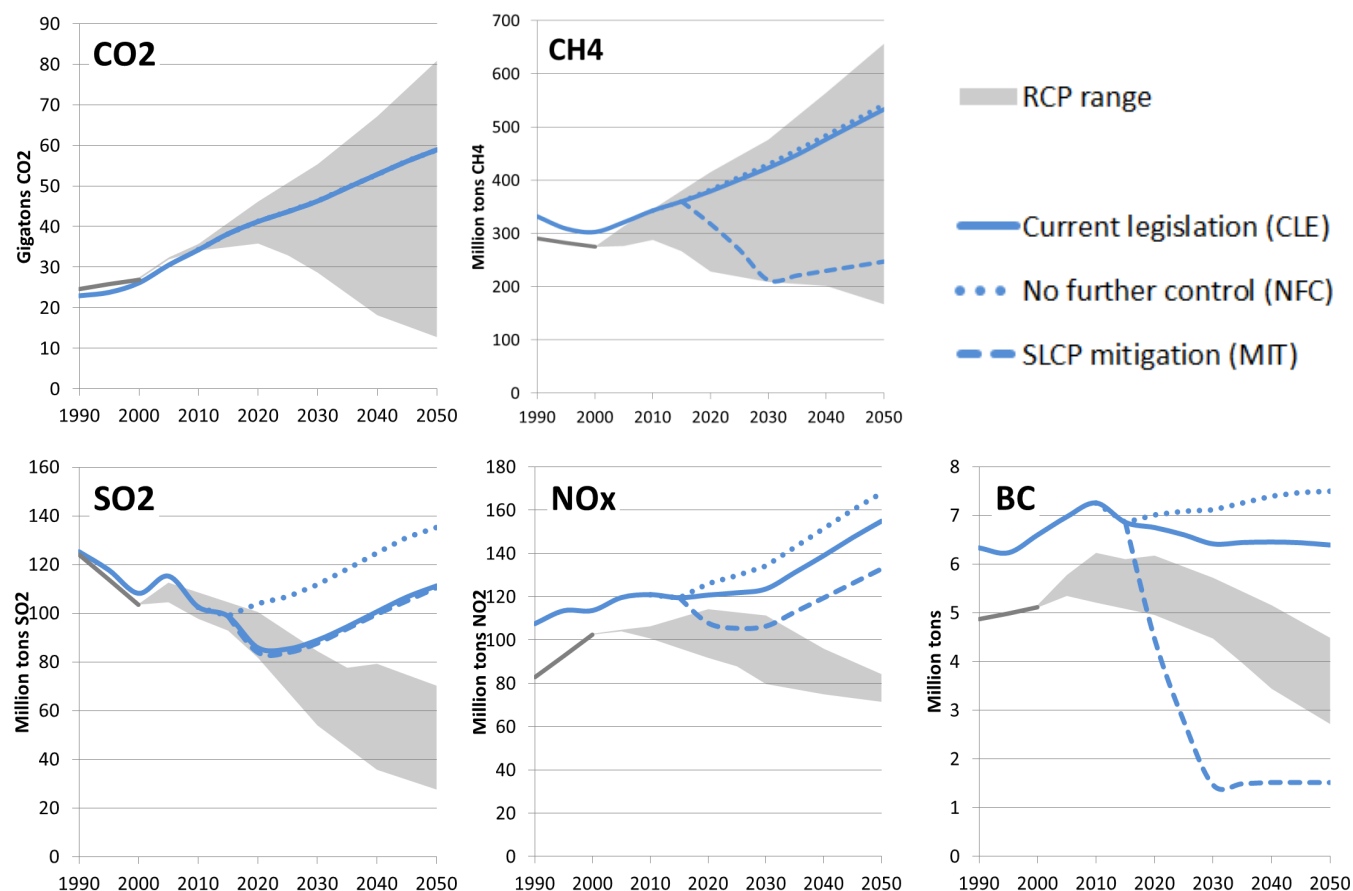 CO2
Gigatons CO2
90
80
70
60
50
40
30
20
10
0
1990 2000 2010 2020 2030 2040 2050
CH4
Million tons CH4
700
600
500
400
300
200
100
0
1990 2000 2010 2020 2030 2040 2050
RCP range
Current legislation (CLE)
No further control (NFC)
SLCP mitigation (MIT)
SO2
Million tons SO2
160
140
120
100
80
60
40
20
0
1990 2000 2010 2020 2030 2040 2050
NOx
Million tons NO2
180
160
140
120
100
80
60
40
20
0
1990 2000 2010 2020 2030 2040 2050
BC
Million tons
8
7
6
5
4
3
2
1
0
1990 2000 2010 2020 2030 2040 2050